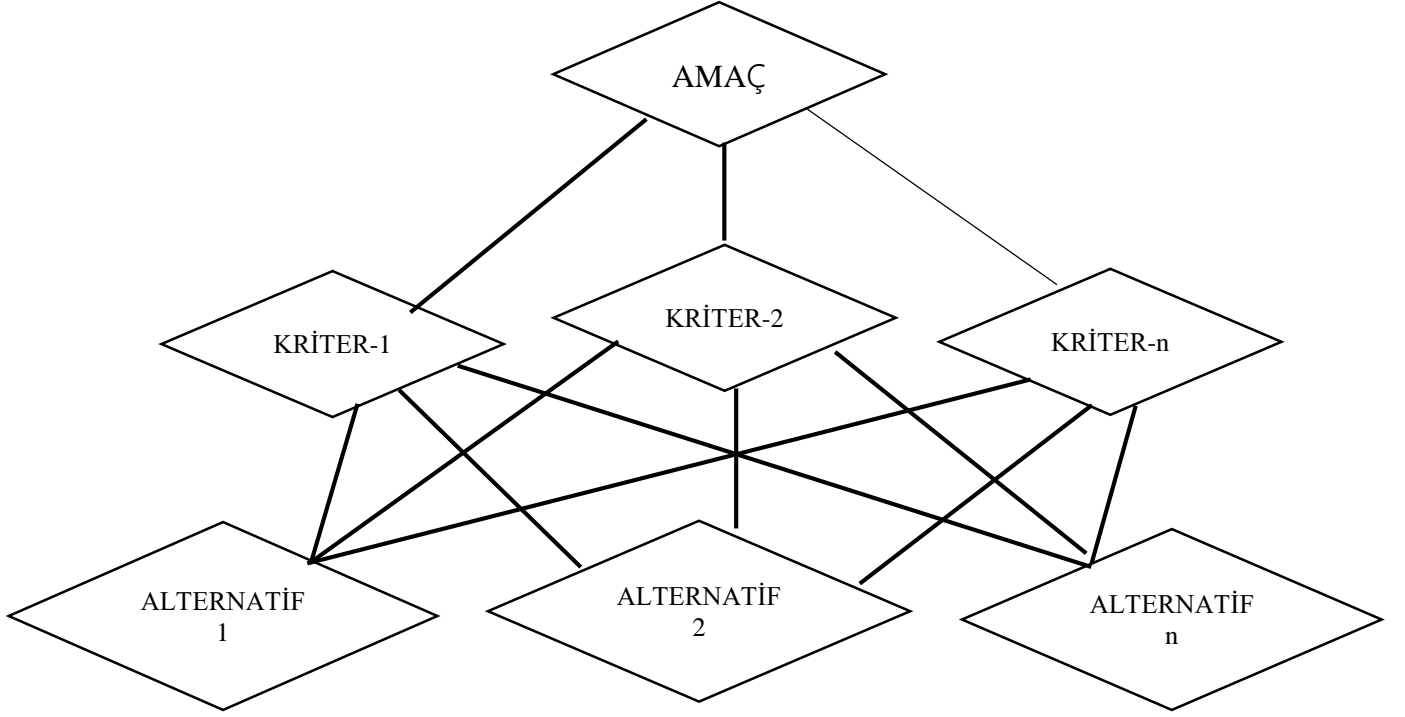 AMAÇ
KRİTER-1
KRİTER-2
KRİTER-n
ALTERNATİF
1
ALTERNATİF
2
ALTERNATİF
n